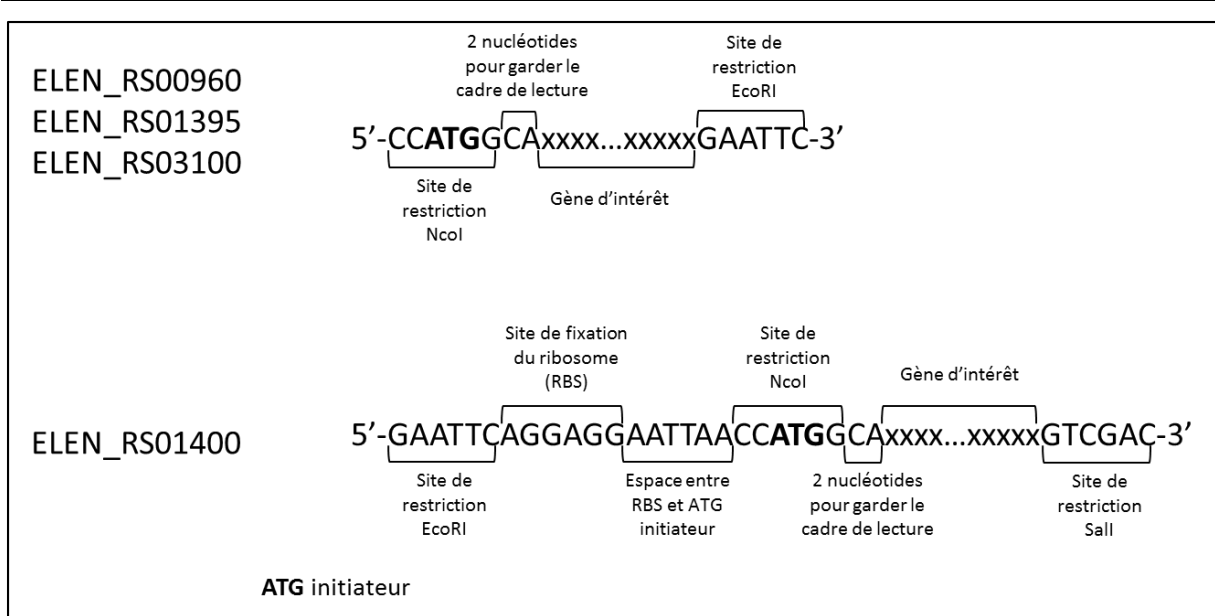 ELEN_RS00960
ELEN_RS01395
ELEN_RS03100
2 nucléotides
pour garder le
cadre de lecture
Site de
restriction
EcoRI
5’-CCATGGCAxxxx...xxxxxGAATTC-3’
Site de
restriction
NcoI
Gène d’intérêt
ELEN_RS01400
Site de fixation
du ribosome
(RBS)
Site de
restriction
NcoI
Gène d’intérêt
5’-GAATTCAGGAGGAATTAACCATGGCAxxxx...xxxxxGTCGAC-3’
Site de
restriction
EcoRI
Espace entre
RBS et ATG
initiateur
2 nucléotides
pour garder le
cadre de lecture
Site de
restriction
SalI
ATG initiateur